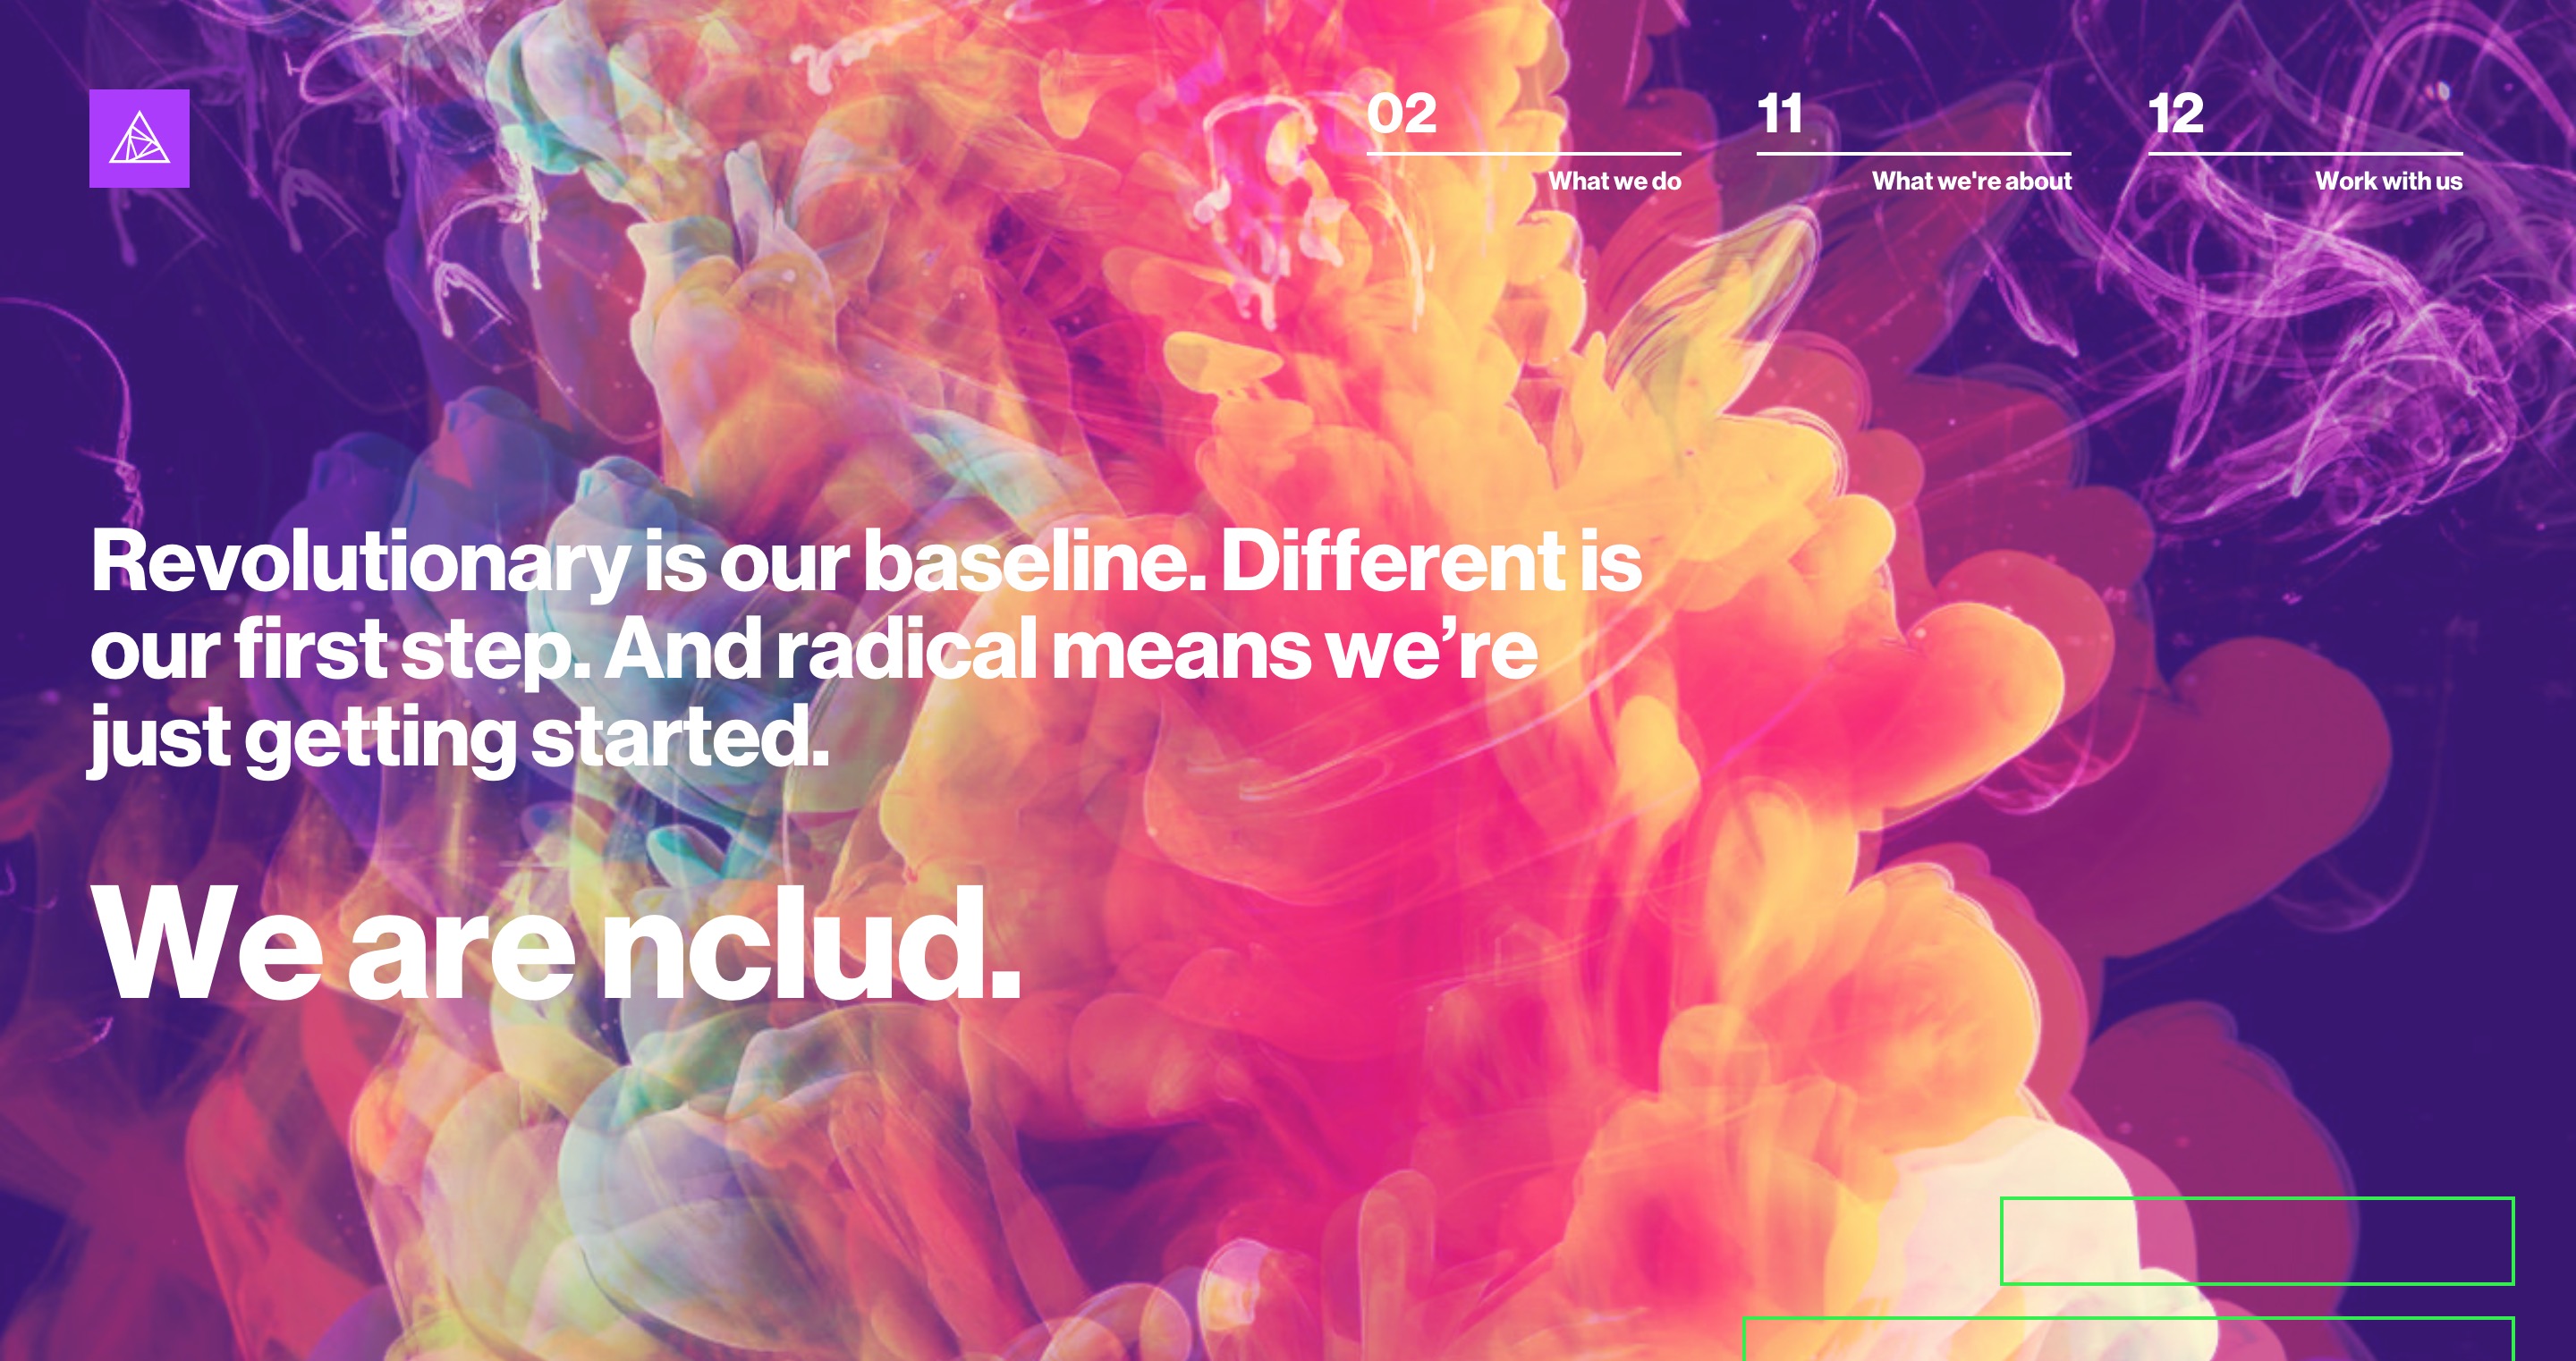 02
What we do
11
What we're about
12
Work with us
Revolutionary is our baseline. Different is
our first step. And radical means we’re
just getting started.
We are nclud.